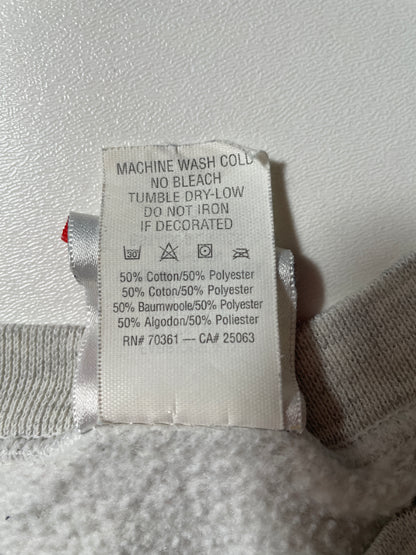 MACHINE WASH COLD
NO BLEACH
TUMBLE DRY-LOW
DO NOT IRON
IF DECORATED
30
50% Cotton/50% Polyester
50% Coton/50% Polyester
50% Baumwoole/50% Polyester
50% Algodon/50% Poliester
RN# 70361 — CA# 25063